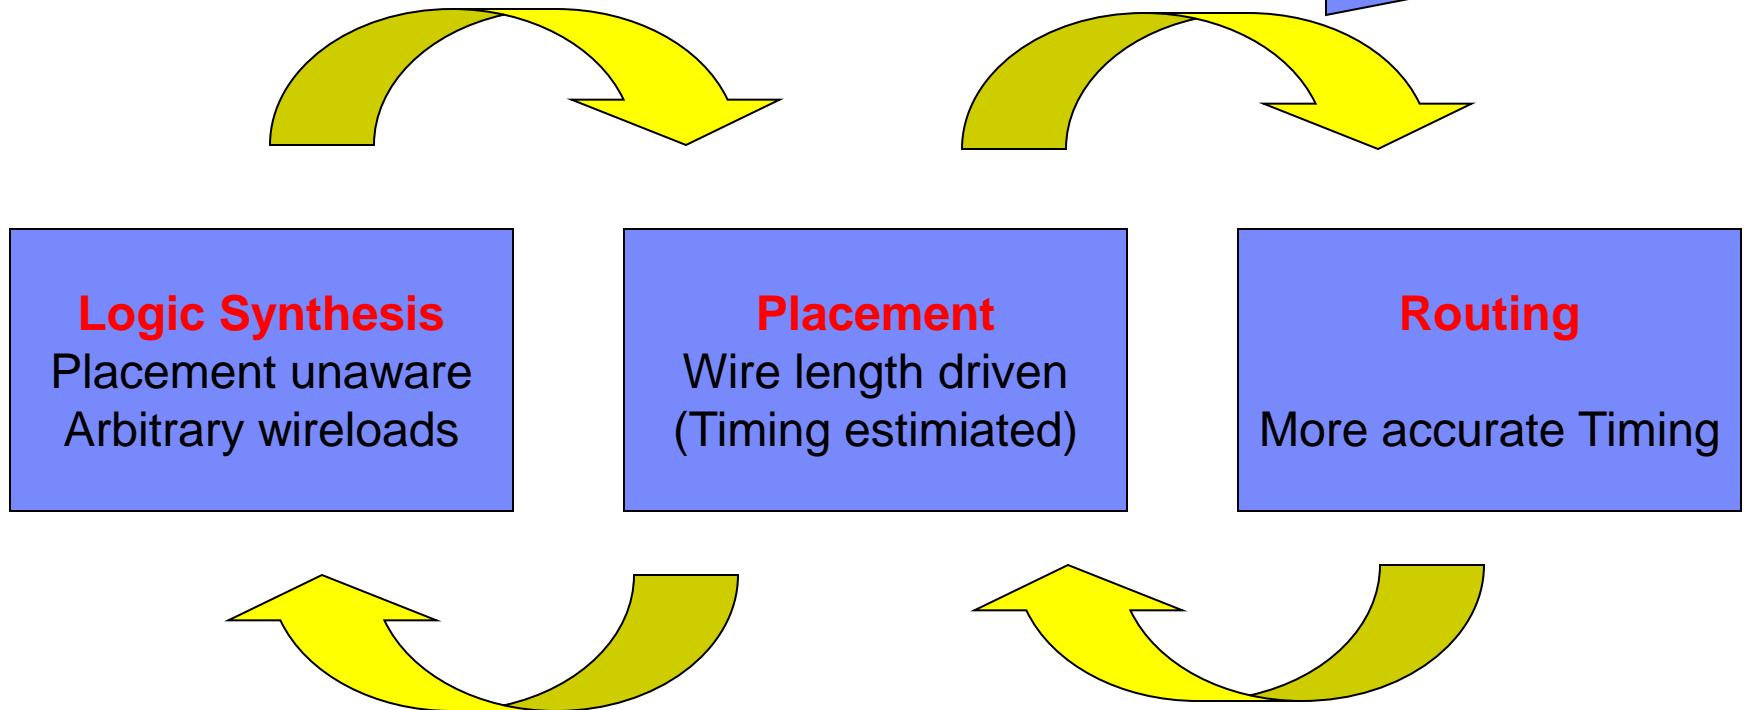 Logic Synthesis
Placement unaware
Arbitrary wireloads
Placement
Wire length driven
(Timing estimiated)
Routing
More accurate Timing